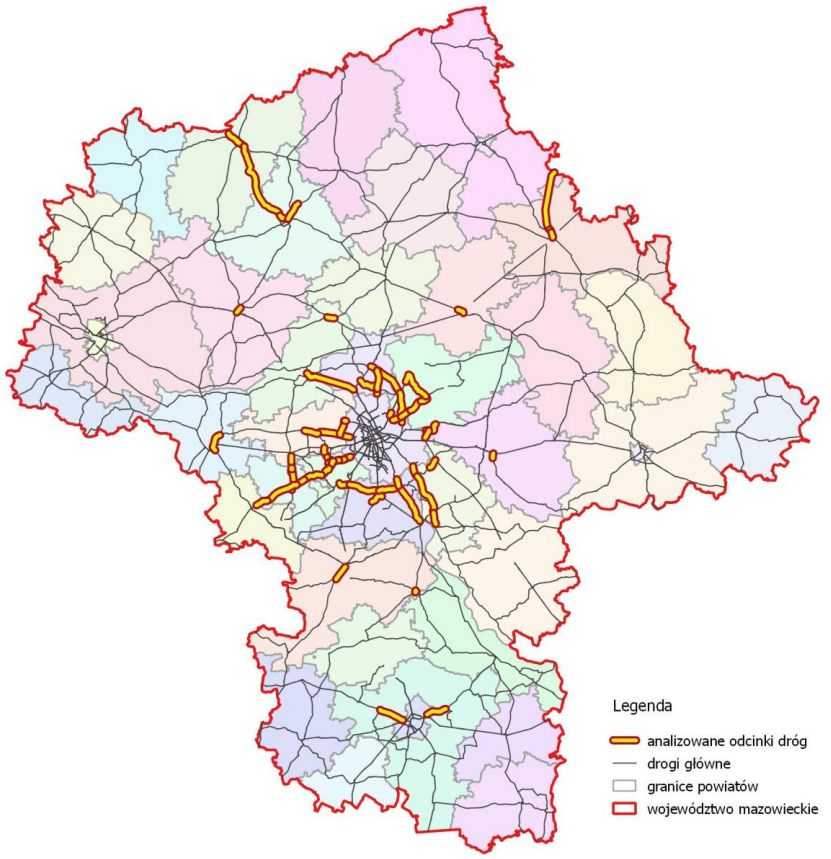 Legenda
analizowane odcinki dróg
drogi główne
granice powiatów
województwo mazowieckie